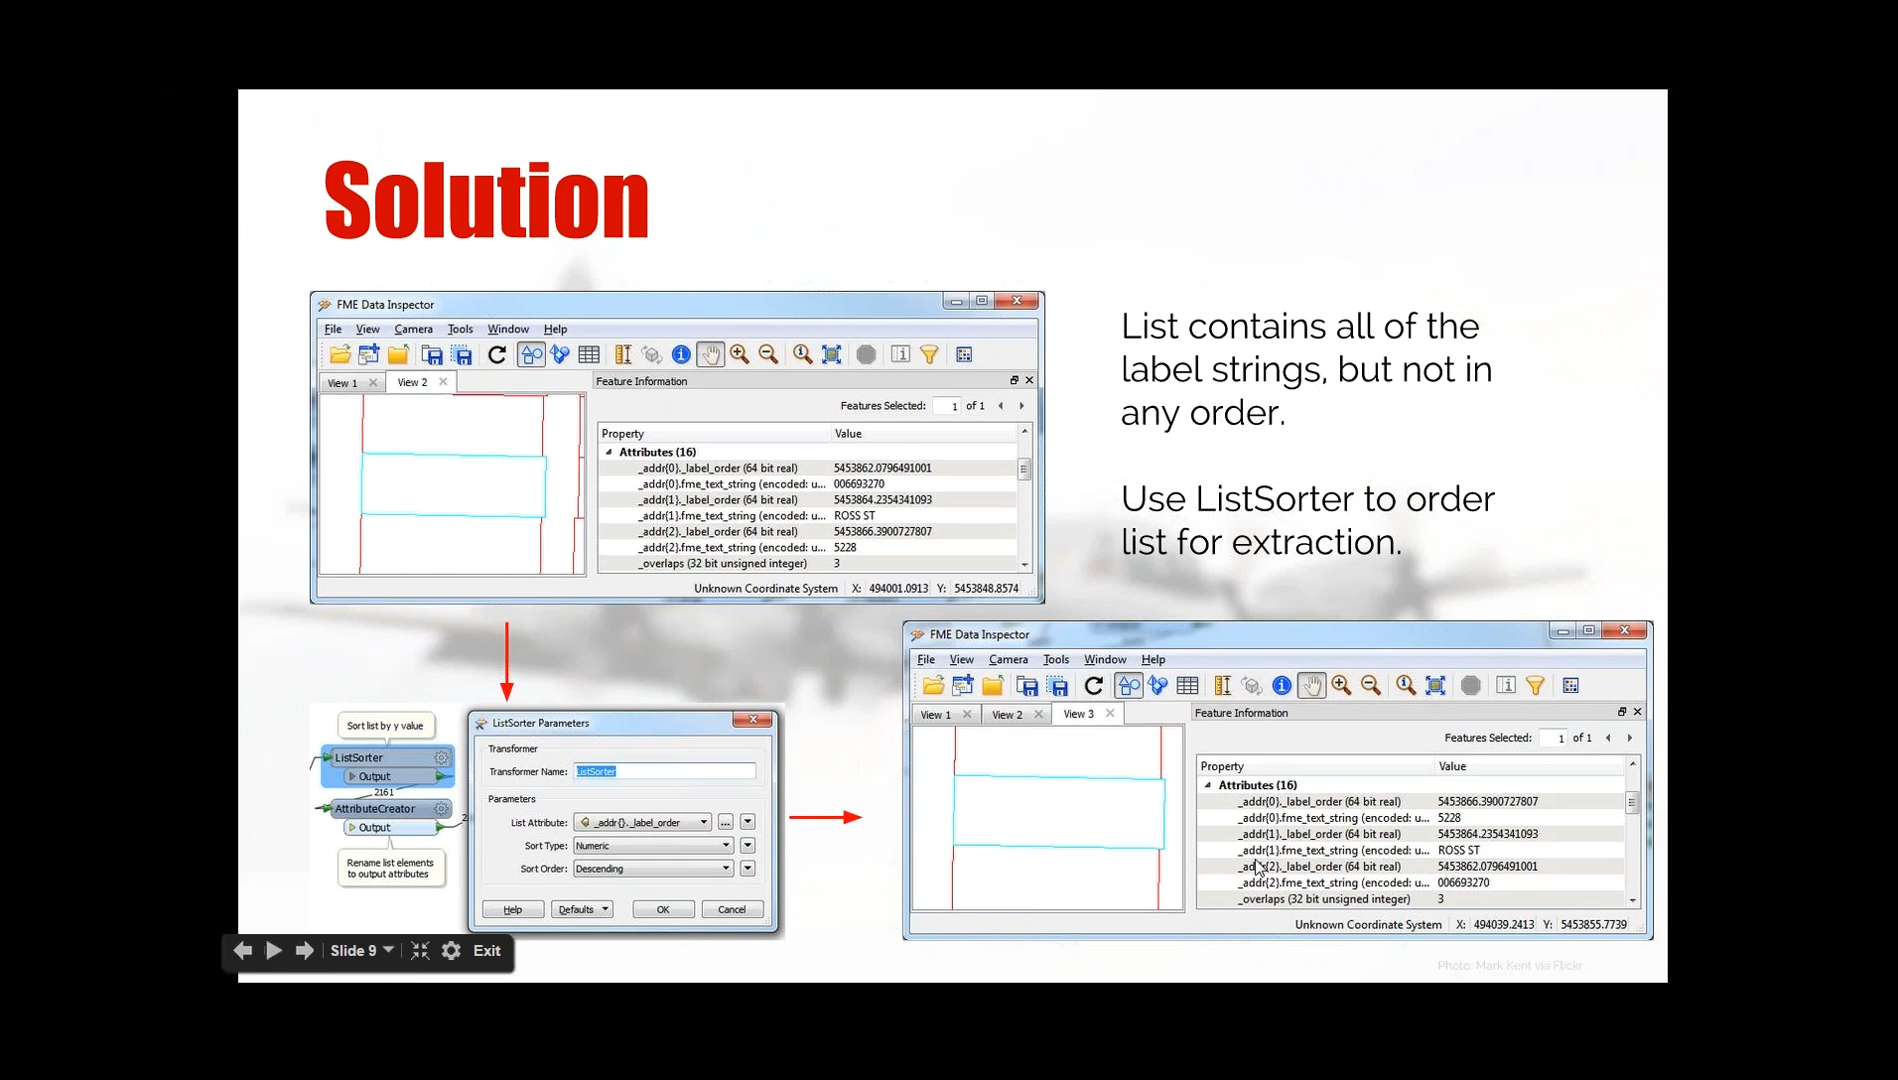 Solution
FME Data Inspector
File View Camera Tools Window Help
View 1
View 2
Feature Information
Features Selected: 1 of 1
Property Value
Attributes (16)
_addr{0}._label_order (64 bit real) 5453862.0796491001
_addr{0}.fme_text_string (encoded: u... 006693270
_addr{1}._label_order (64 bit real) 5453864.2354341093
_addr{1}.fme_text_string (encoded: u... ROSS ST
_addr{2}._label_order (64 bit real) 5453866.3900727807
_addr{2}.fme_text_string (encoded: u... 5228
_overlaps (32 bit unsigned integer) 3
Unknown Coordinate System X: 494001.0913 Y: 5453848.8574
List contains all of the
label strings, but not in
any order.
Use ListSorter to order
list for extraction.
Sort list by y value
ListSorter
Output
2161
AttributeCreator
Output
2
Rename list elements
to output attributes
ListSorter Parameters
Transformer
Transformer Name: ListSorter
Parameters
List Attribute: _addr{}._label_order ...
Sort Type: Numeric
Sort Order: Descending
Help Defaults OK Cancel
FME Data Inspector
File View Camera Tools Window Help
View 1 View 2 View 3
Feature Information
Features Selected: 1 of 1
Property Value
Attributes (16)
_addr{0}._label_order (64 bit real) 5453866.3900727807
_addr{0}.fme_text_string (encoded: u... 5228
_addr{1}._label_order (64 bit real) 5453864.2354341093
_addr{1}.fme_text_string (encoded: u... ROSS ST
_addr{2}._label_order (64 bit real) 5453862.0796491001
_addr{2}.fme_text_string (encoded: u... 006693270
_overlaps (32 bit unsigned integer) 3
Unknown Coordinate System X: 494039.2413 Y: 5453855.7739
Slide 9 Exit
Photo: Mark Kent via Flickr